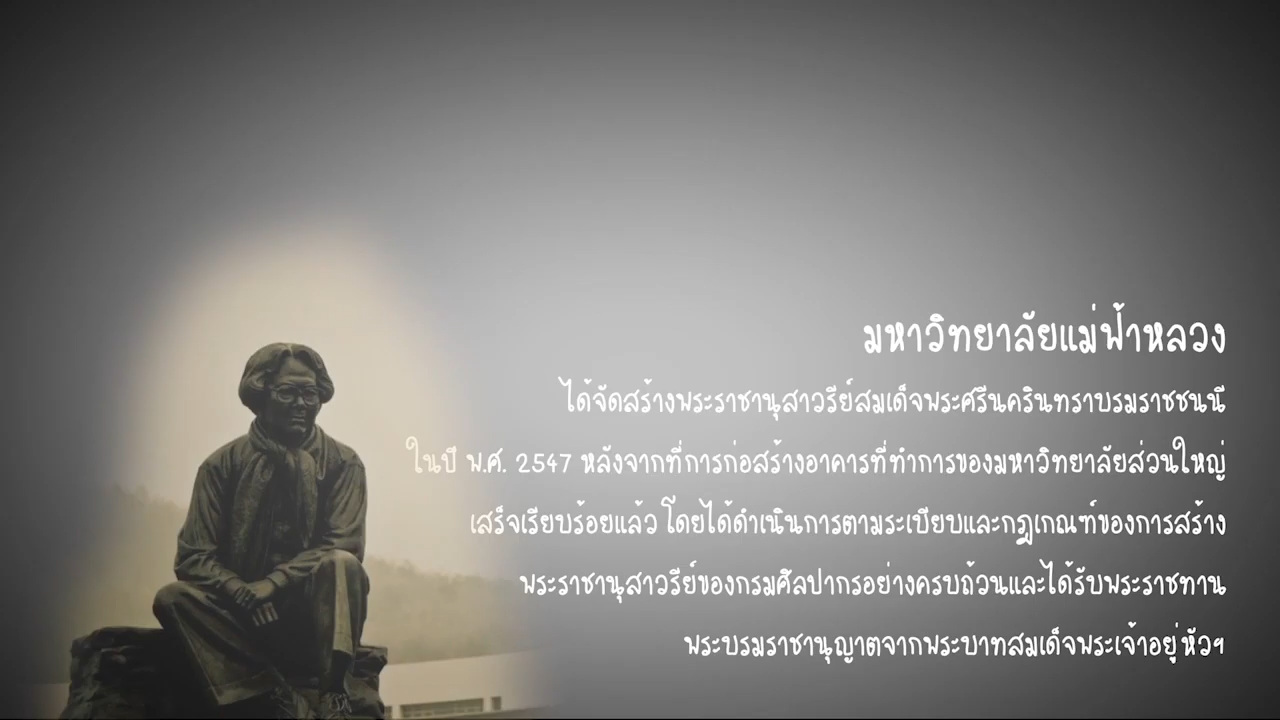 มหาวิทยาลัยแม่ฟ้าหลวง
ได้จัดสร้างพระราชานุสาวรีย์สมเด็จพระศรีนครินทราบรมราชชนนี
ในปี พ.ศ. 2547 หลังจากที่การก่อสร้างอาคารที่ทำการของมหาวิทยาลัยส่วนใหญ่
เสร็จเรียบร้อยแล้ว โดยได้ดำเนินการตามระเบียบและกฎเกณฑ์ของการสร้าง
พระราชานุสาวรีย์ของกรมศิลปากรอย่างครบถ้วนและได้รับพระราชทาน
พระบรมราชานุญาตจากพระบาทสมเด็จพระเจ้าอยู่หัวฯ